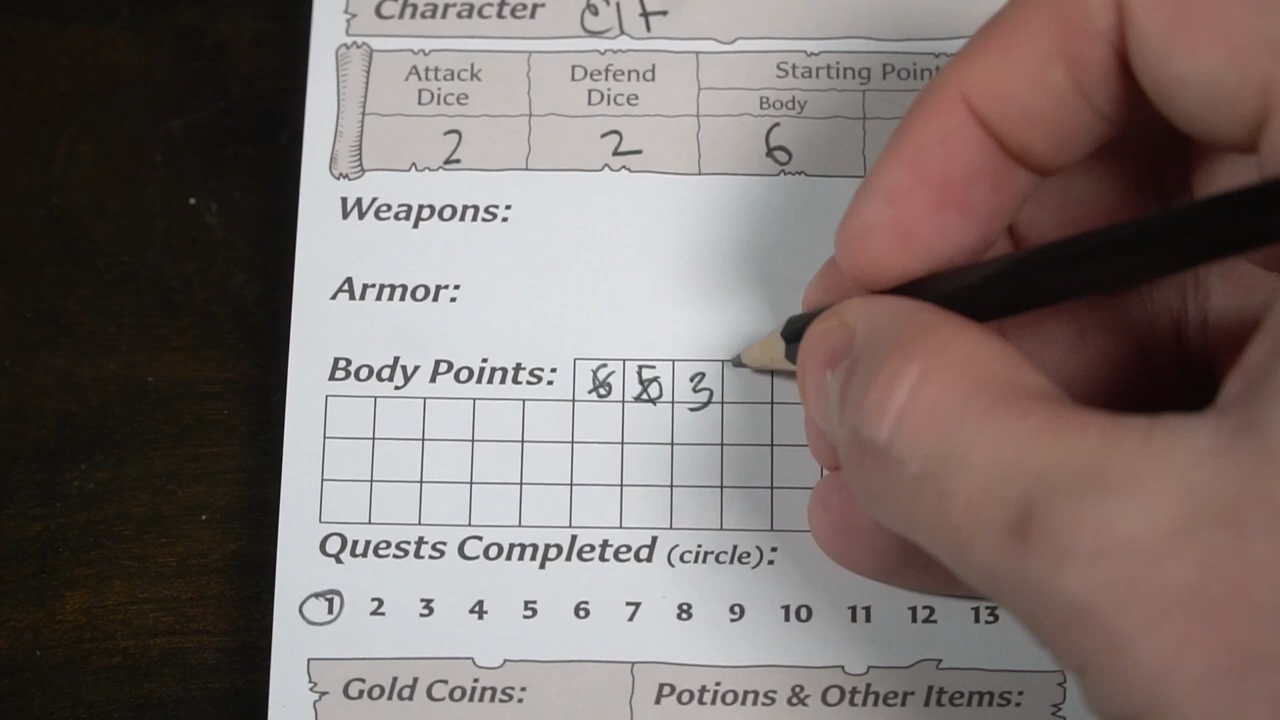 Character Elf
Attack Dice
Defend Dice
Starting Poin
Body
2 2 6
Weapons:
Armor:
Body Points: 6 5 3
Quests Completed (circle):
1 2 3 4 5 6 7 8 9 10 11 12 13
Gold Coins:
Potions & Other Items: